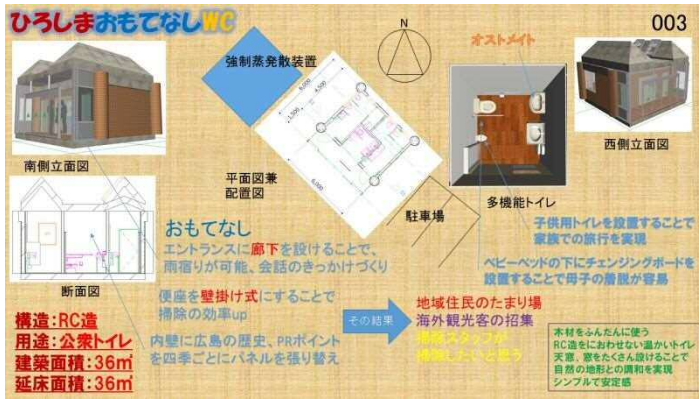 ひろしまおもてなしWC
003
強制蒸発散装置
N
オストメイト
南側立面図
西側立面図
平面図兼
配置図
駐車場
多機能トイレ
子供用トイレを設置することで
家族での旅行を実現
ベビーベッドの下にチェンジングボードを
設置することで母子の着脱が容易
断面図
おもてなし
エントランスに廊下を設けることで、
雨宿りが可能、会話のきっかけづくり
便座を壁掛け式にすることで
掃除の効率up
内壁に広島の歴史、PRポイント
を四季ごとにパネルを張り替え
構造:RC造
用途:公衆トイレ
建築面積:36㎡
延床面積:36㎡
その結果
地域住民のたまり場
海外観光客の招集
掃除スタッフが
掃除したいと思う
木材をふんだんに使う
RC造をにおわせない温かいトイレ
天窓、窓をたくさん設けることで
自然の地形との調和を実現
シンプルで安定感